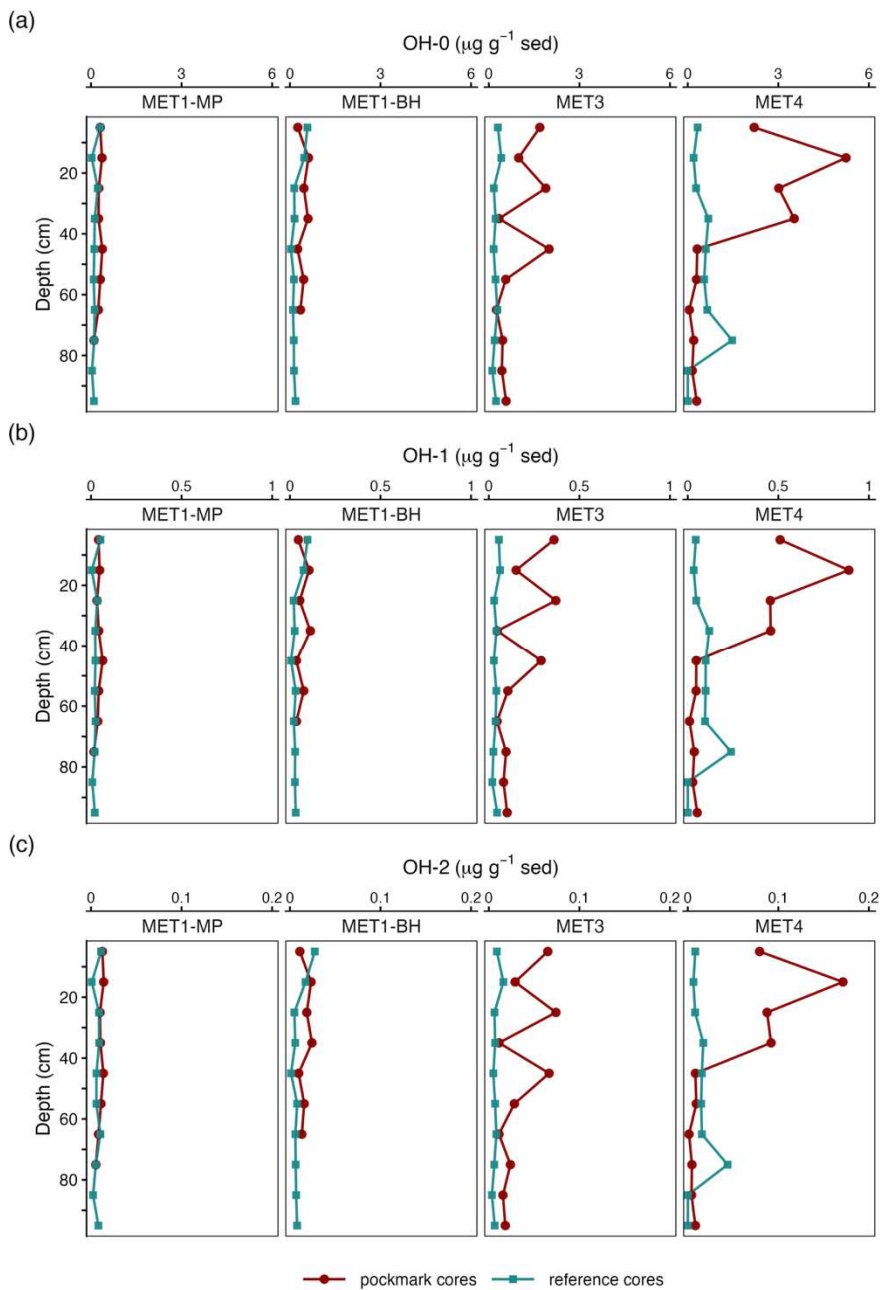 (a)
OH-0 (μg g⁻¹ sed)
0 3 6 0 3 6 0 3 6 0 3 6
MET1-MP MET1-BH MET3 MET4
20
40
60
80
Depth (cm)
(b)
OH-1 (μg g⁻¹ sed)
0 0.5 1 0 0.5 1 0 0.5 1 0 0.5 1
MET1-MP MET1-BH MET3 MET4
20
40
60
80
Depth (cm)
(c)
OH-2 (μg g⁻¹ sed)
0 0.1 0.2 0 0.1 0.2 0 0.1 0.2 0 0.1 0.2
MET1-MP MET1-BH MET3 MET4
20
40
60
80
Depth (cm)
pockmark cores reference cores